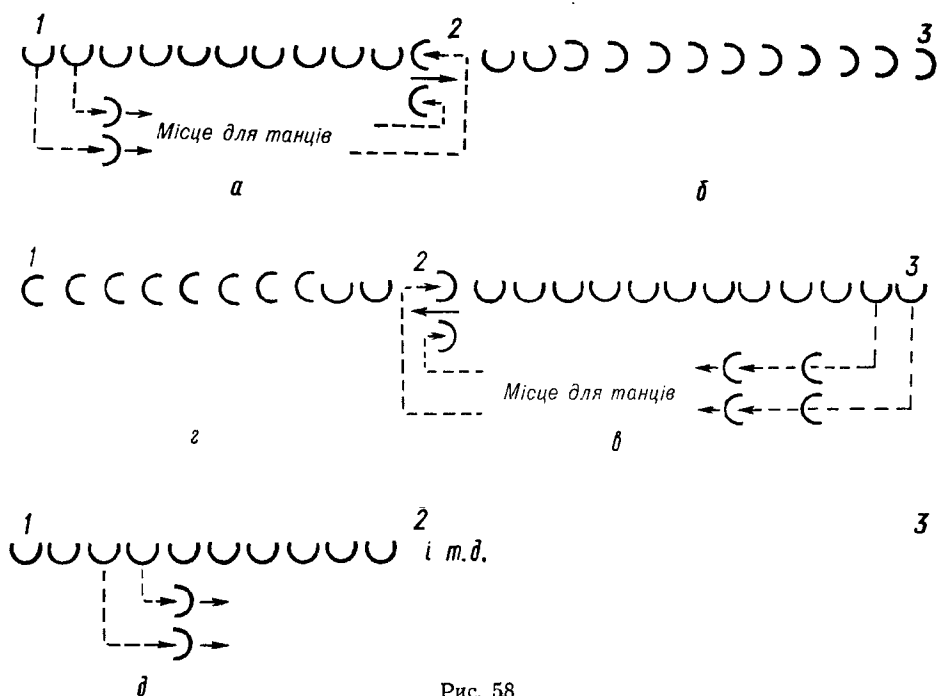 1 2 3
Місце для танців
а б
1 2 3
Місце для танців
г в
1 2 3
і т.д.
д
Рис. 58